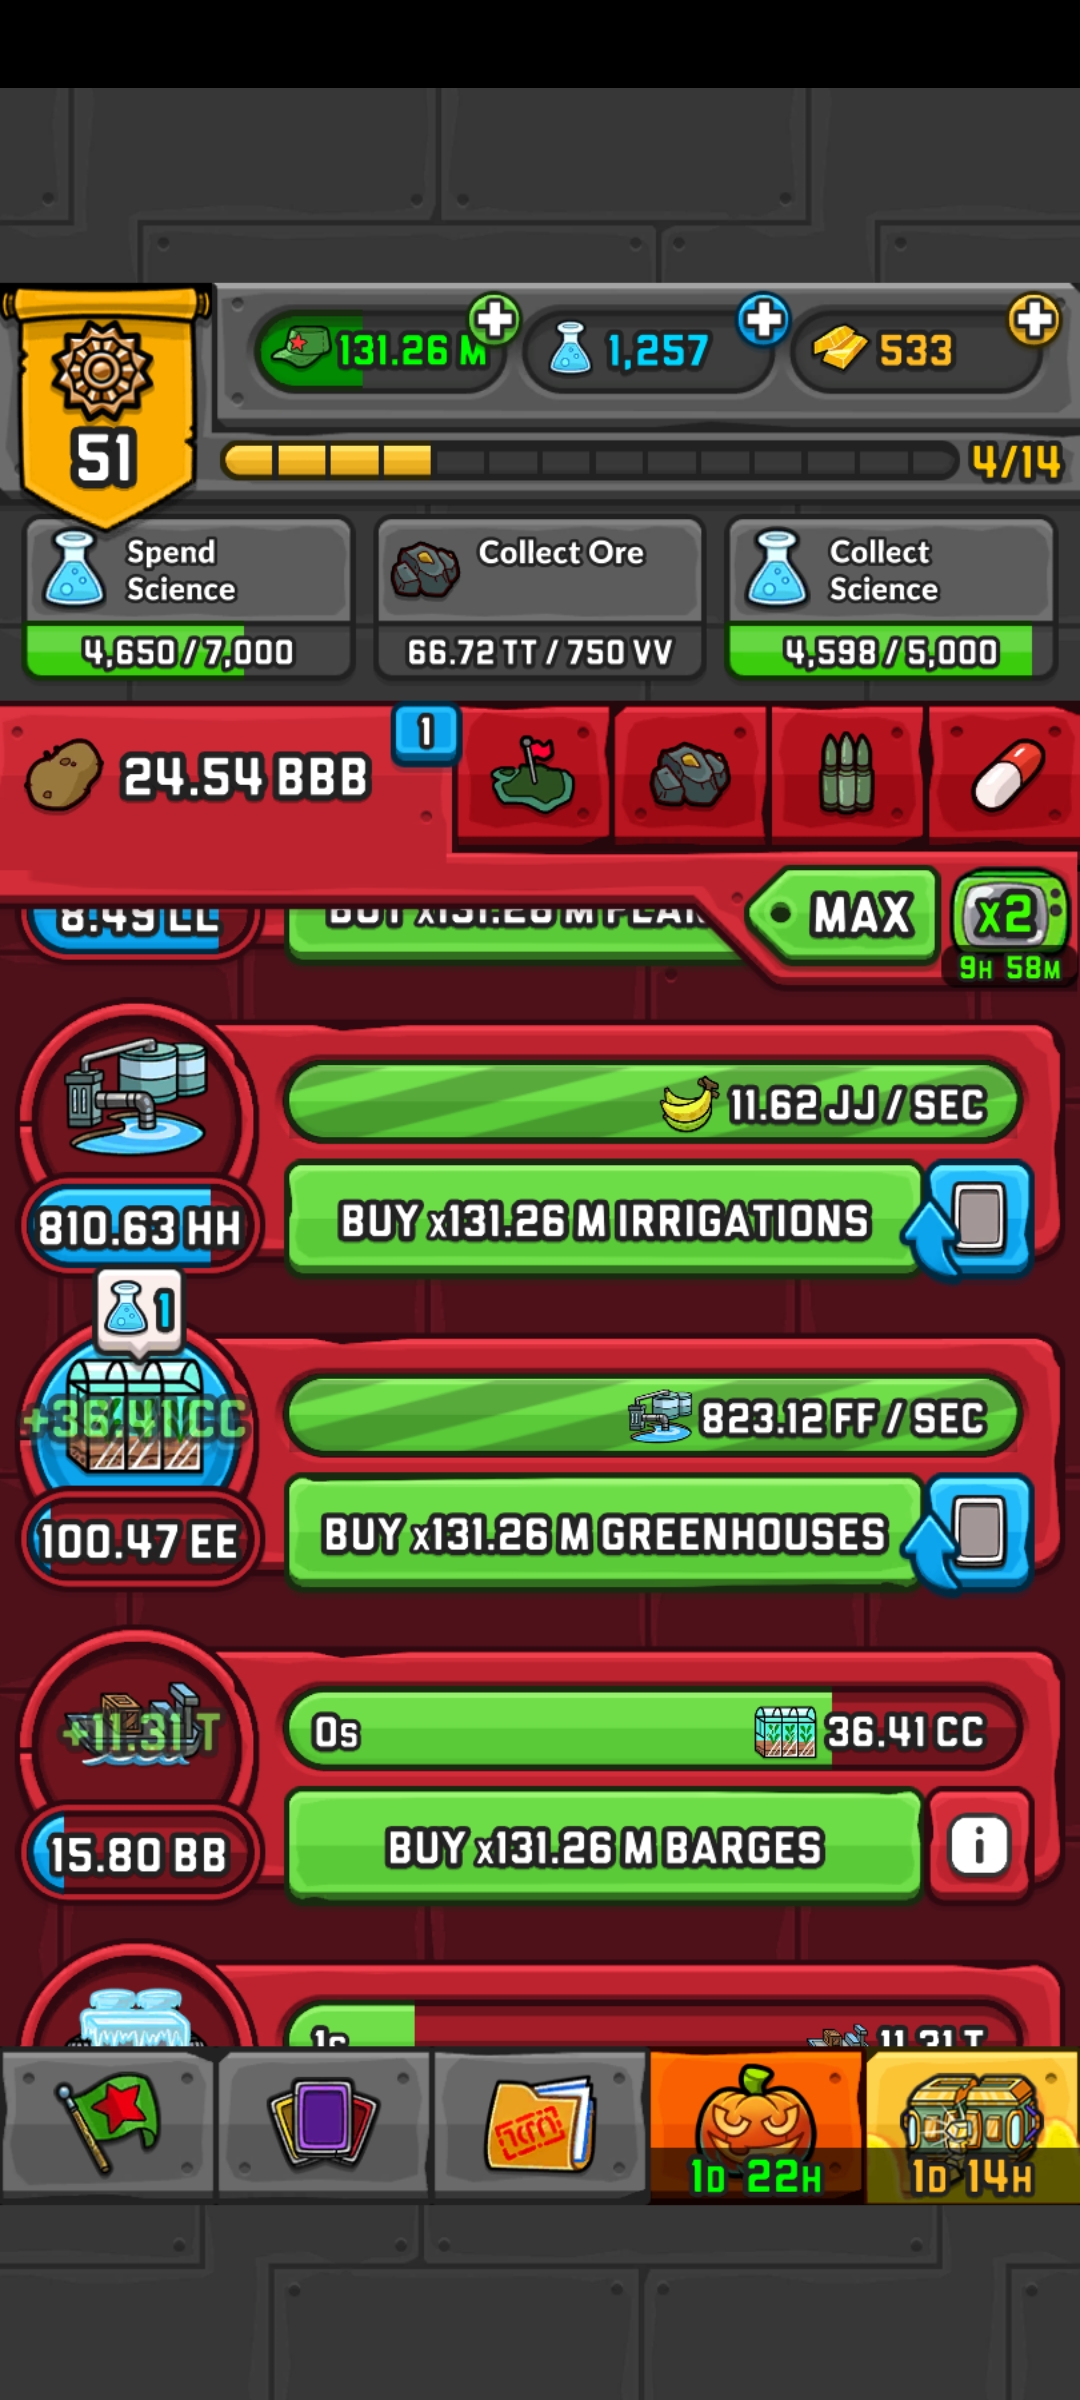 131.26 M
1,257
533
51
4/14
Spend
Science
4,650/7,000
Collect Ore
66.72 TT/750 VV
Collect
Science
4,598/5,000
24.54 BBB
1
MAX
x2
9H 58M
8.49 LL
11.62 JJ/SEC
810.63 HH
BUY x131.26 M IRRIGATIONS
1
+36.41 CC
823.12 FF/SEC
100.47 EE
BUY x131.26 M GREENHOUSES
+11.31 T
0s
36.41 CC
15.80 BB
BUY x131.26 M BARGES
i
1s
11.31 T
1D 22H
1D 14H